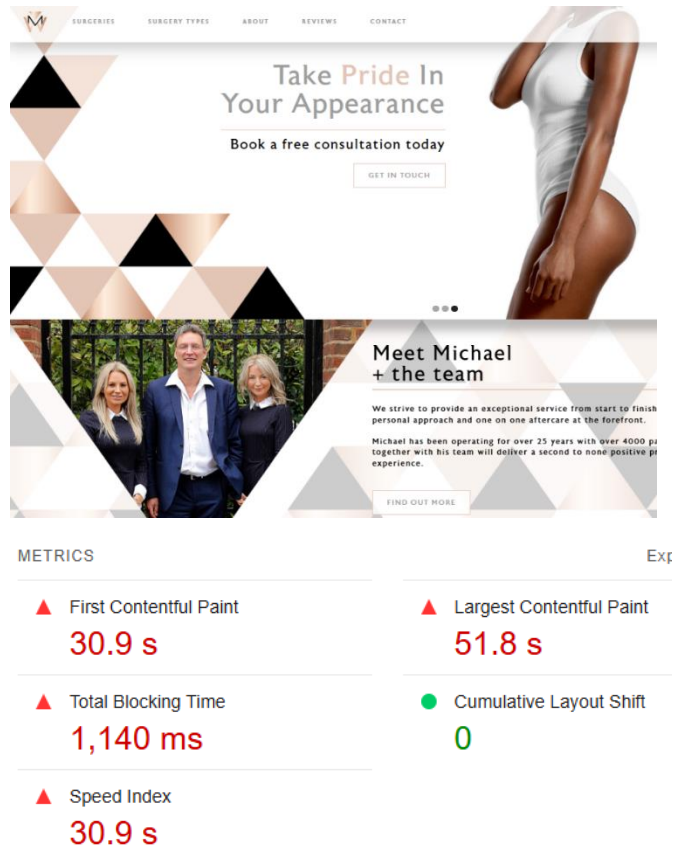 M
SURGERIES SURGERY TYPES ABOUT REVIEWS CONTACT
Take Pride In
Your Appearance
Book a free consultation today
GET IN TOUCH
Meet Michael
+ the team
We strive to provide an exceptional service from start to finish
personal approach and one on one aftercare at the forefront.
Michael has been operating for over 25 years with over 4000 pa
together with his team will deliver a second to none positive pr
experience.
FIND OUT MORE
METRICS Exp
First Contentful Paint Largest Contentful Paint
30.9 s 51.8 s
Total Blocking Time Cumulative Layout Shift
1,140 ms 0
Speed Index
30.9 s